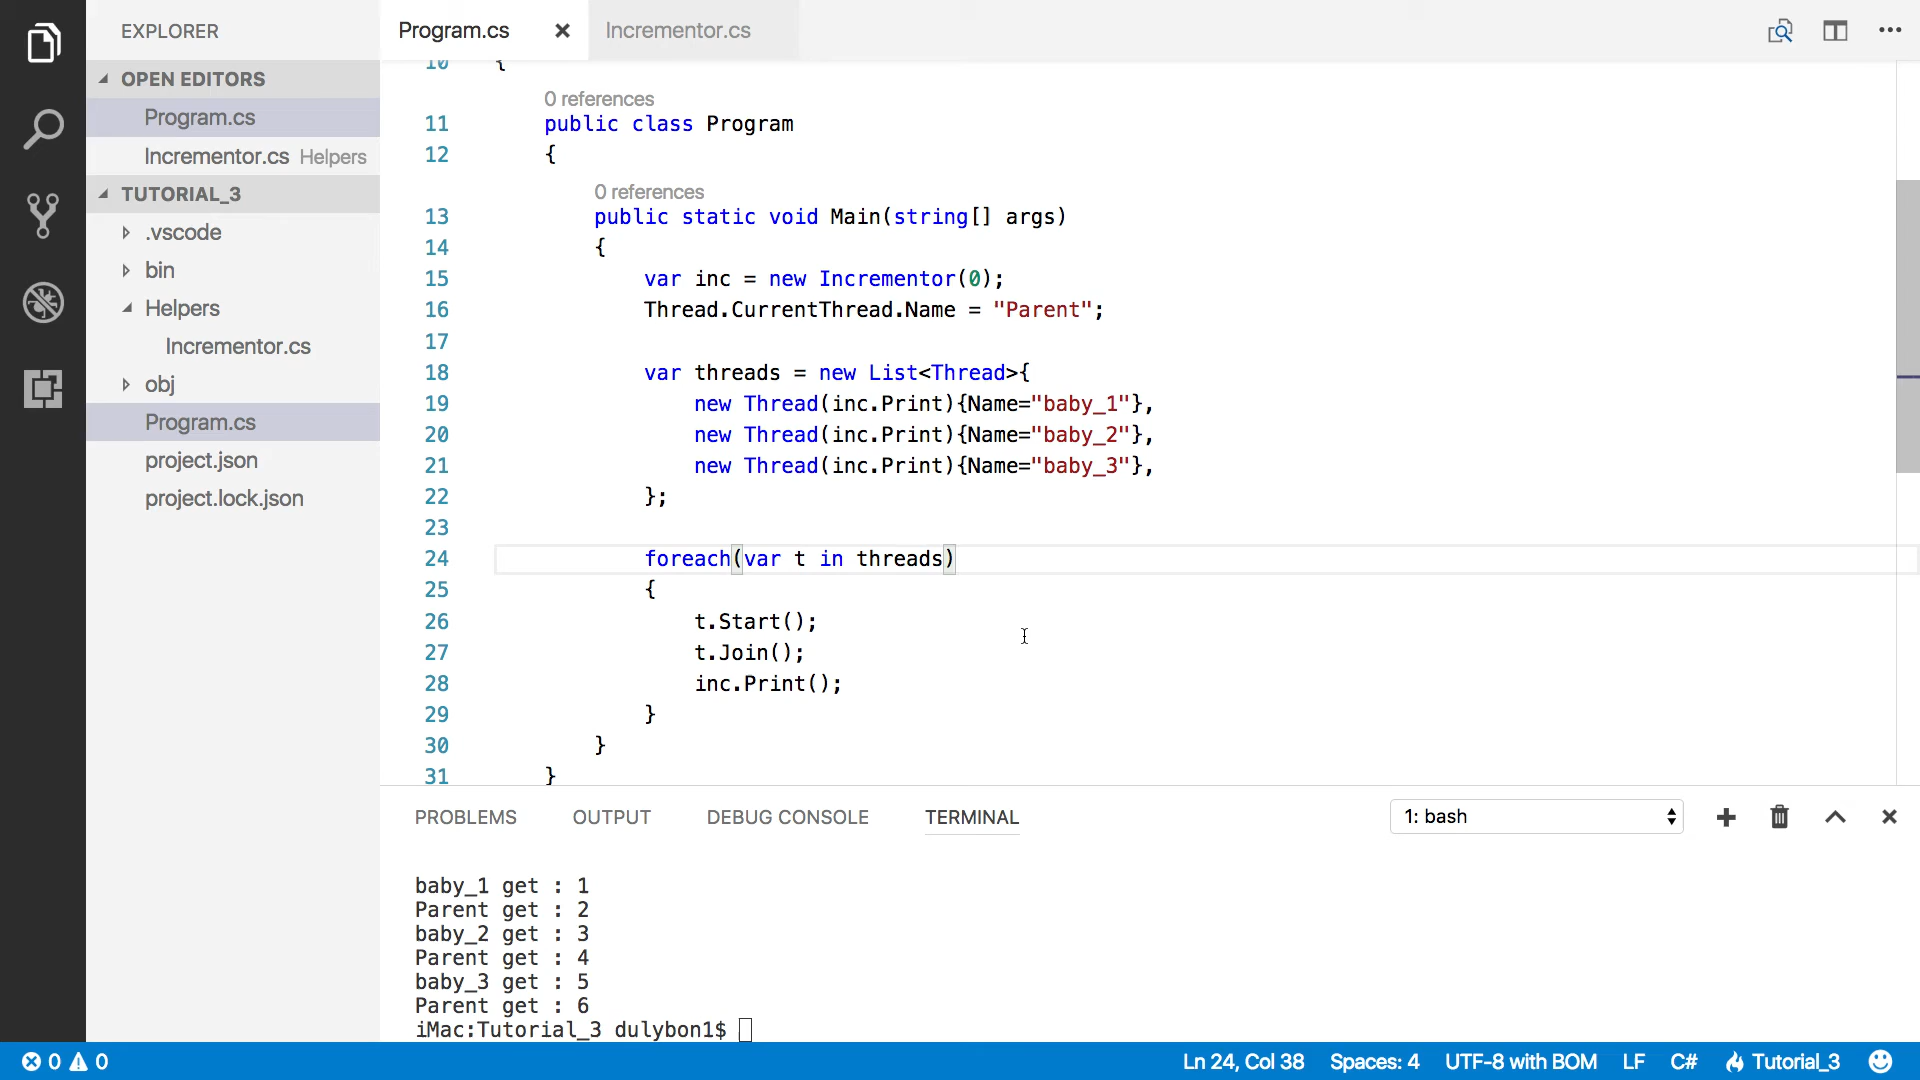 EXPLORER
OPEN EDITORS
Program.cs
Incrementor.cs Helpers
TUTORIAL_3
.vscode
bin
Helpers
Incrementor.cs
obj
Program.cs
project.json
project.lock.json
Program.cs Incrementor.cs
10 {
0 references
11 public class Program
12 {
0 references
13 public static void Main(string[] args)
14 {
15 var inc = new Incrementor(0);
16 Thread.CurrentThread.Name = "Parent";
17
18 var threads = new List<Thread>{
19 new Thread(inc.Print){Name="baby_1"},
20 new Thread(inc.Print){Name="baby_2"},
21 new Thread(inc.Print){Name="baby_3"},
22 };
23
24 foreach(var t in threads)
25 {
26 t.Start();
27 t.Join();
28 inc.Print();
29 }
30 }
31 }
PROBLEMS OUTPUT DEBUG CONSOLE TERMINAL 1: bash
baby_1 get : 1
Parent get : 2
baby_2 get : 3
Parent get : 4
baby_3 get : 5
Parent get : 6
iMac:Tutorial_3 dulybon1$
0 0 Ln 24, Col 38 Spaces: 4 UTF-8 with BOM LF C# Tutorial_3